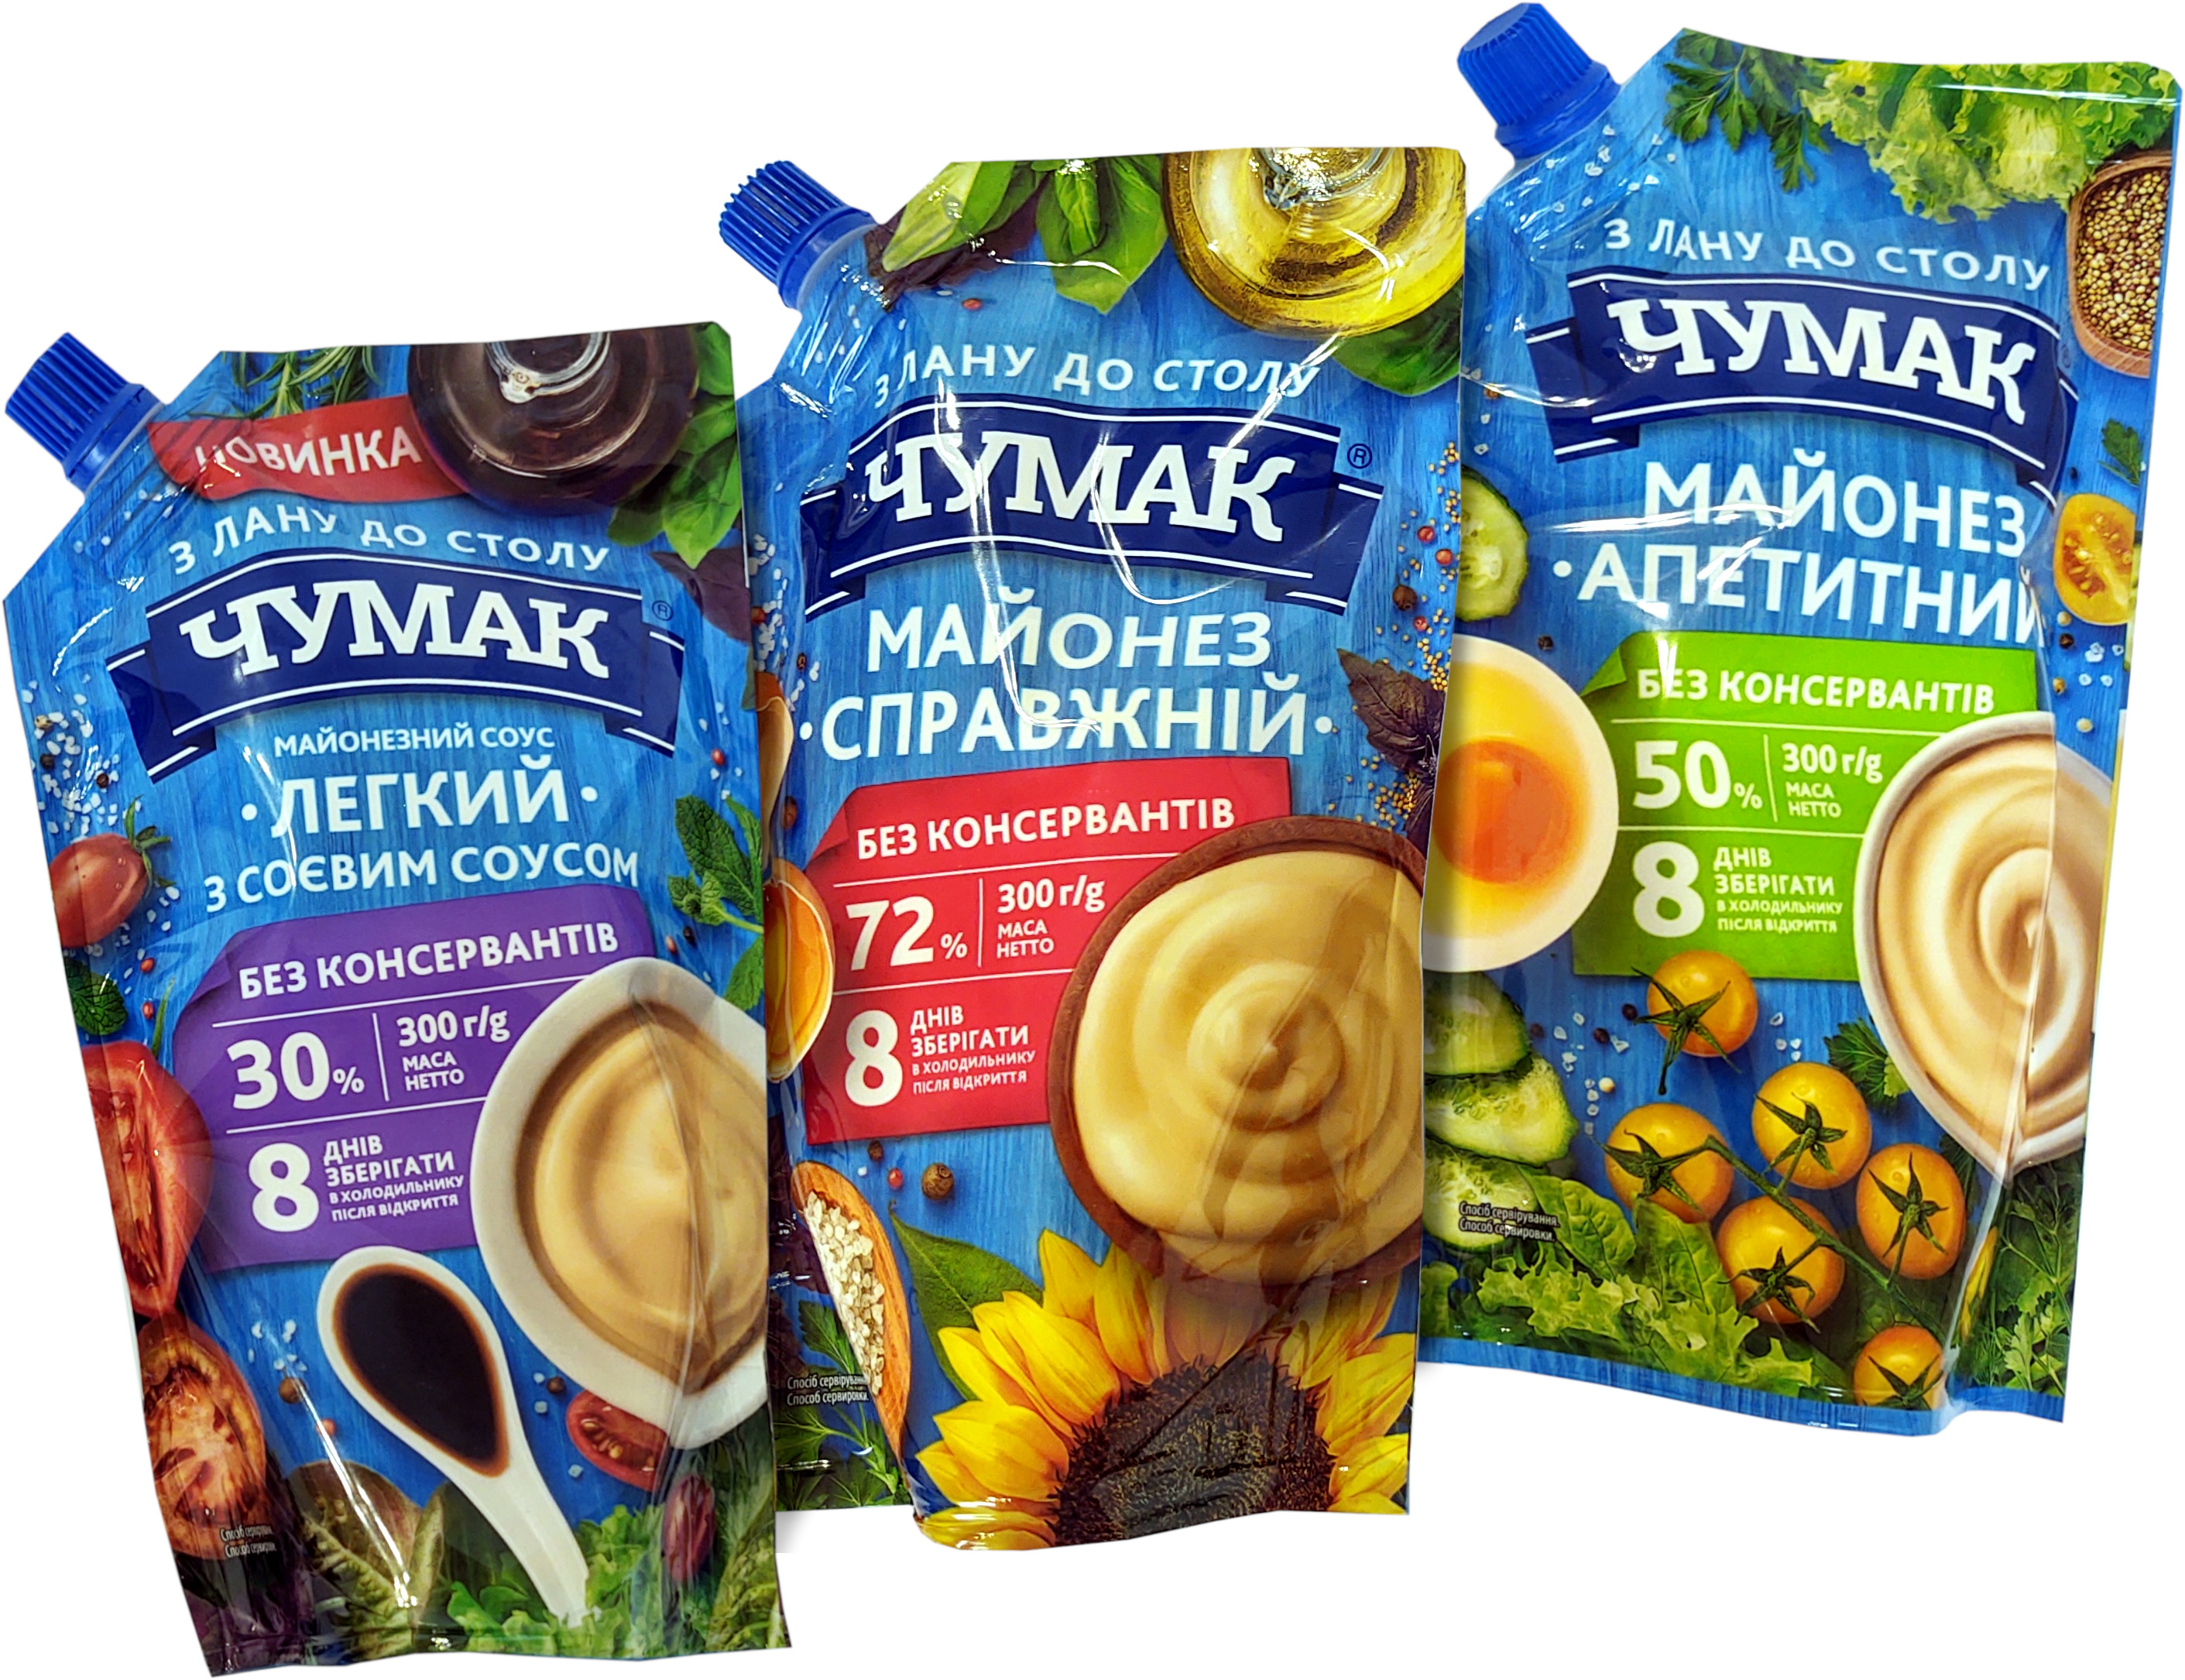 НОВИНКА
З ЛАНУ ДО СТОЛУ
ЧУМАК ®
МАЙОНЕЗНИЙ СОУС
• ЛЕГКИЙ •
З СОЄВИМ СОУСОМ
БЕЗ КОНСЕРВАНТІВ
30%
300 г/g
МАСА
НЕТТО
8
ДНІВ
ЗБЕРІГАТИ
В ХОЛОДИЛЬНИКУ
ПІСЛЯ ВІДКРИТТЯ
З ЛАНУ ДО СТОЛУ
ЧУМАК ®
МАЙОНЕЗ
• СПРАВЖНІЙ •
БЕЗ КОНСЕРВАНТІВ
72%
300 г/g
МАСА
НЕТТО
8
ДНІВ
ЗБЕРІГАТИ
В ХОЛОДИЛЬНИКУ
ПІСЛЯ ВІДКРИТТЯ
Спосіб сервірування
Способ сервировки.
З ЛАНУ ДО СТОЛУ
ЧУМАК
МАЙОНЕЗ
• АПЕТИТНИЙ
БЕЗ КОНСЕРВАНТІВ
50%
300 г/g
МАСА
НЕТТО
8
ДНІВ
ЗБЕРІГАТИ
В ХОЛОДИЛЬНИКУ
ПІСЛЯ ВІДКРИТТЯ
Спосіб сервірування.
Способ сервировки.